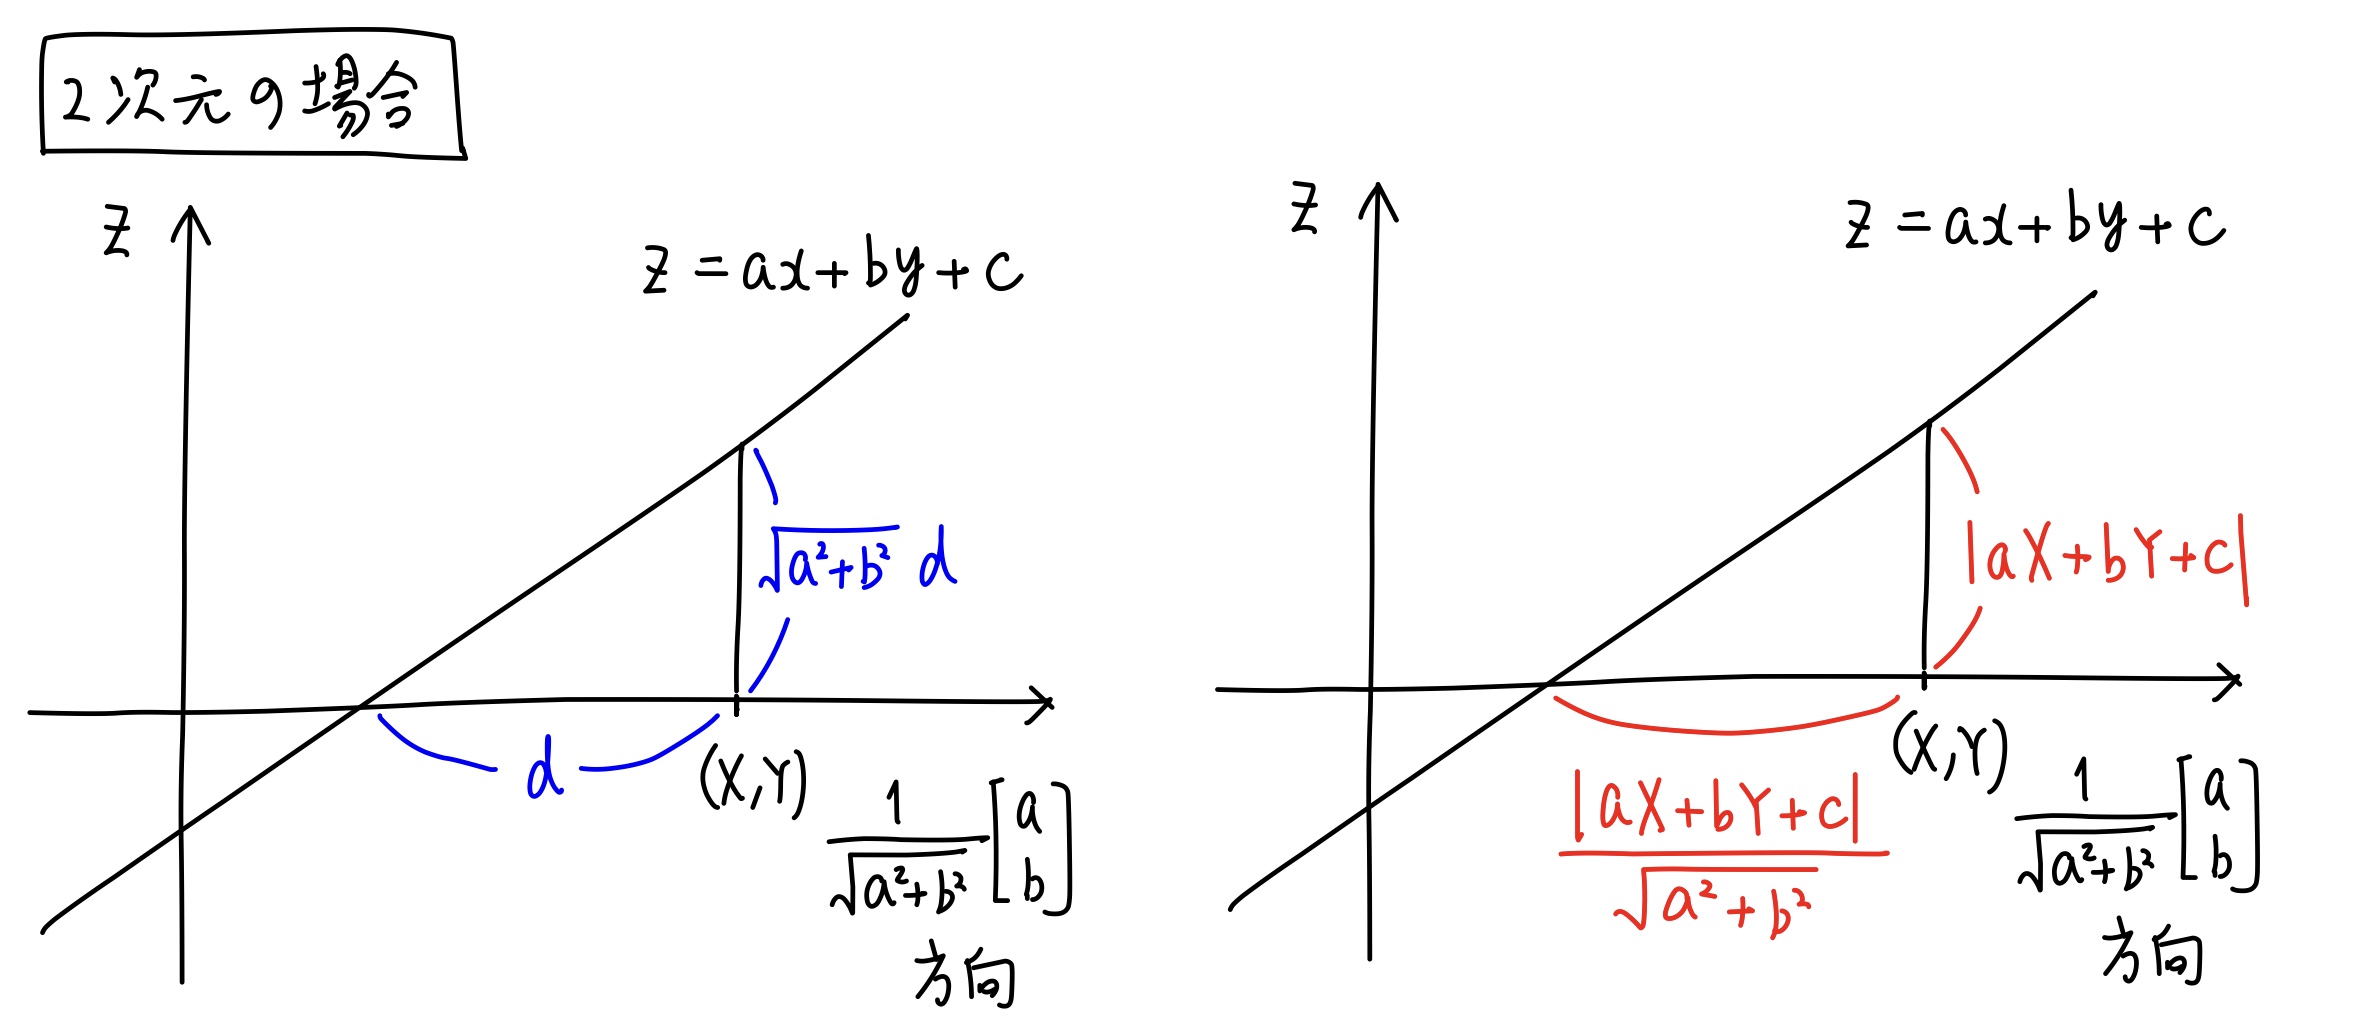 2次元の場合
z
z = ax + by + c
√(a²+b²) d
d
(X, Y)
1/√(a²+b²) [a b]
方向
z
z = ax + by + c
|aX + bY + c|
(X, Y)
|aX + bY + c| / √(a²+b²)
1/√(a²+b²) [a b]
方向